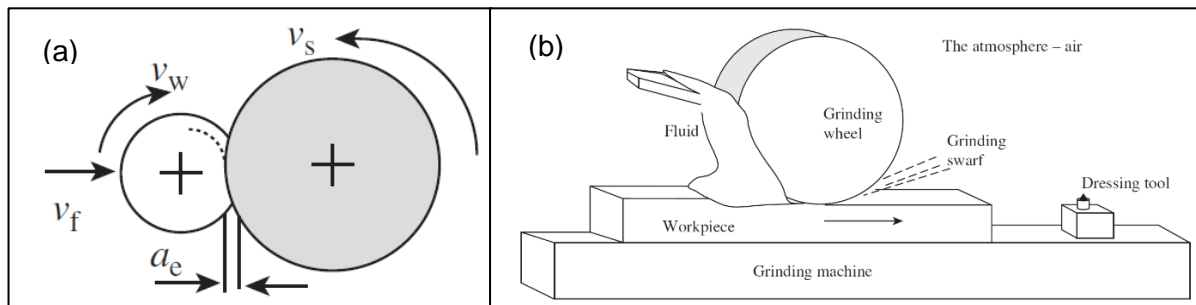 (a)
v_s
v_w
v_f
a_e
(b)
The atmosphere – air
Fluid
Grinding
wheel
Grinding
swarf
Dressing tool
Workpiece
Grinding machine